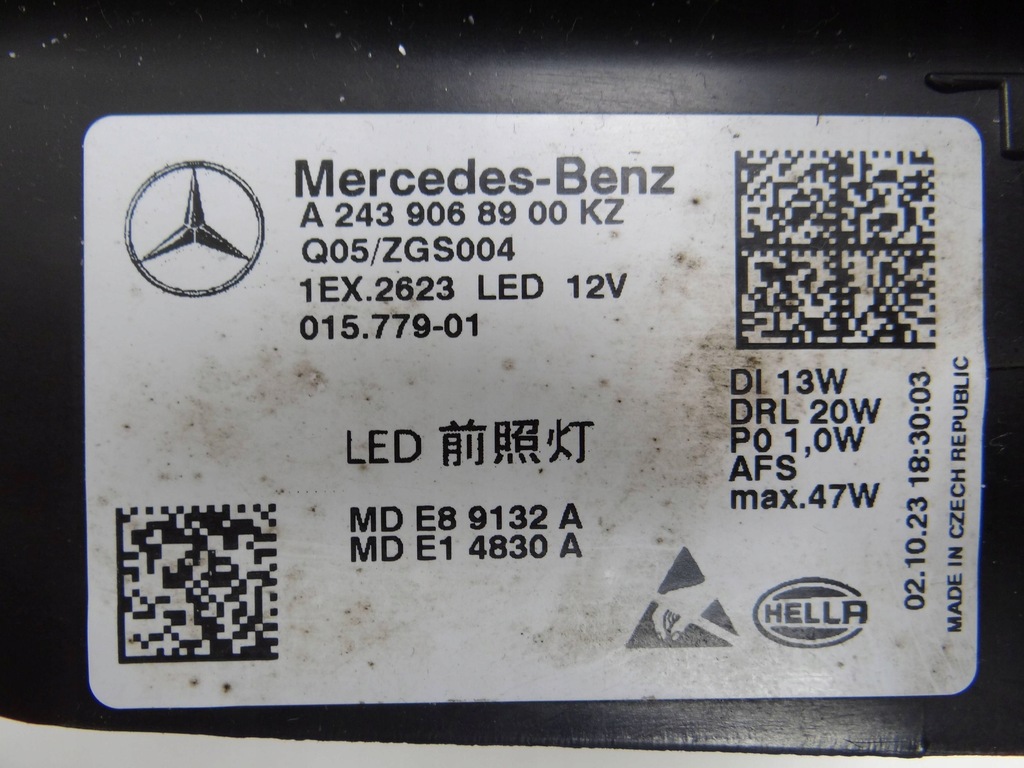 Mercedes-Benz
A 243 906 89 00 KZ
Q05/ZGS004
1EX.2623 LED 12V
015.779-01
LED 前照灯
MD E8 9132 A
MD E1 4830 A
DI 13W
DRL 20W
P0 1,0W
AFS
max.47W
HELLA
02.10.23 18:30:03
MADE IN CZECH REPUBLIC